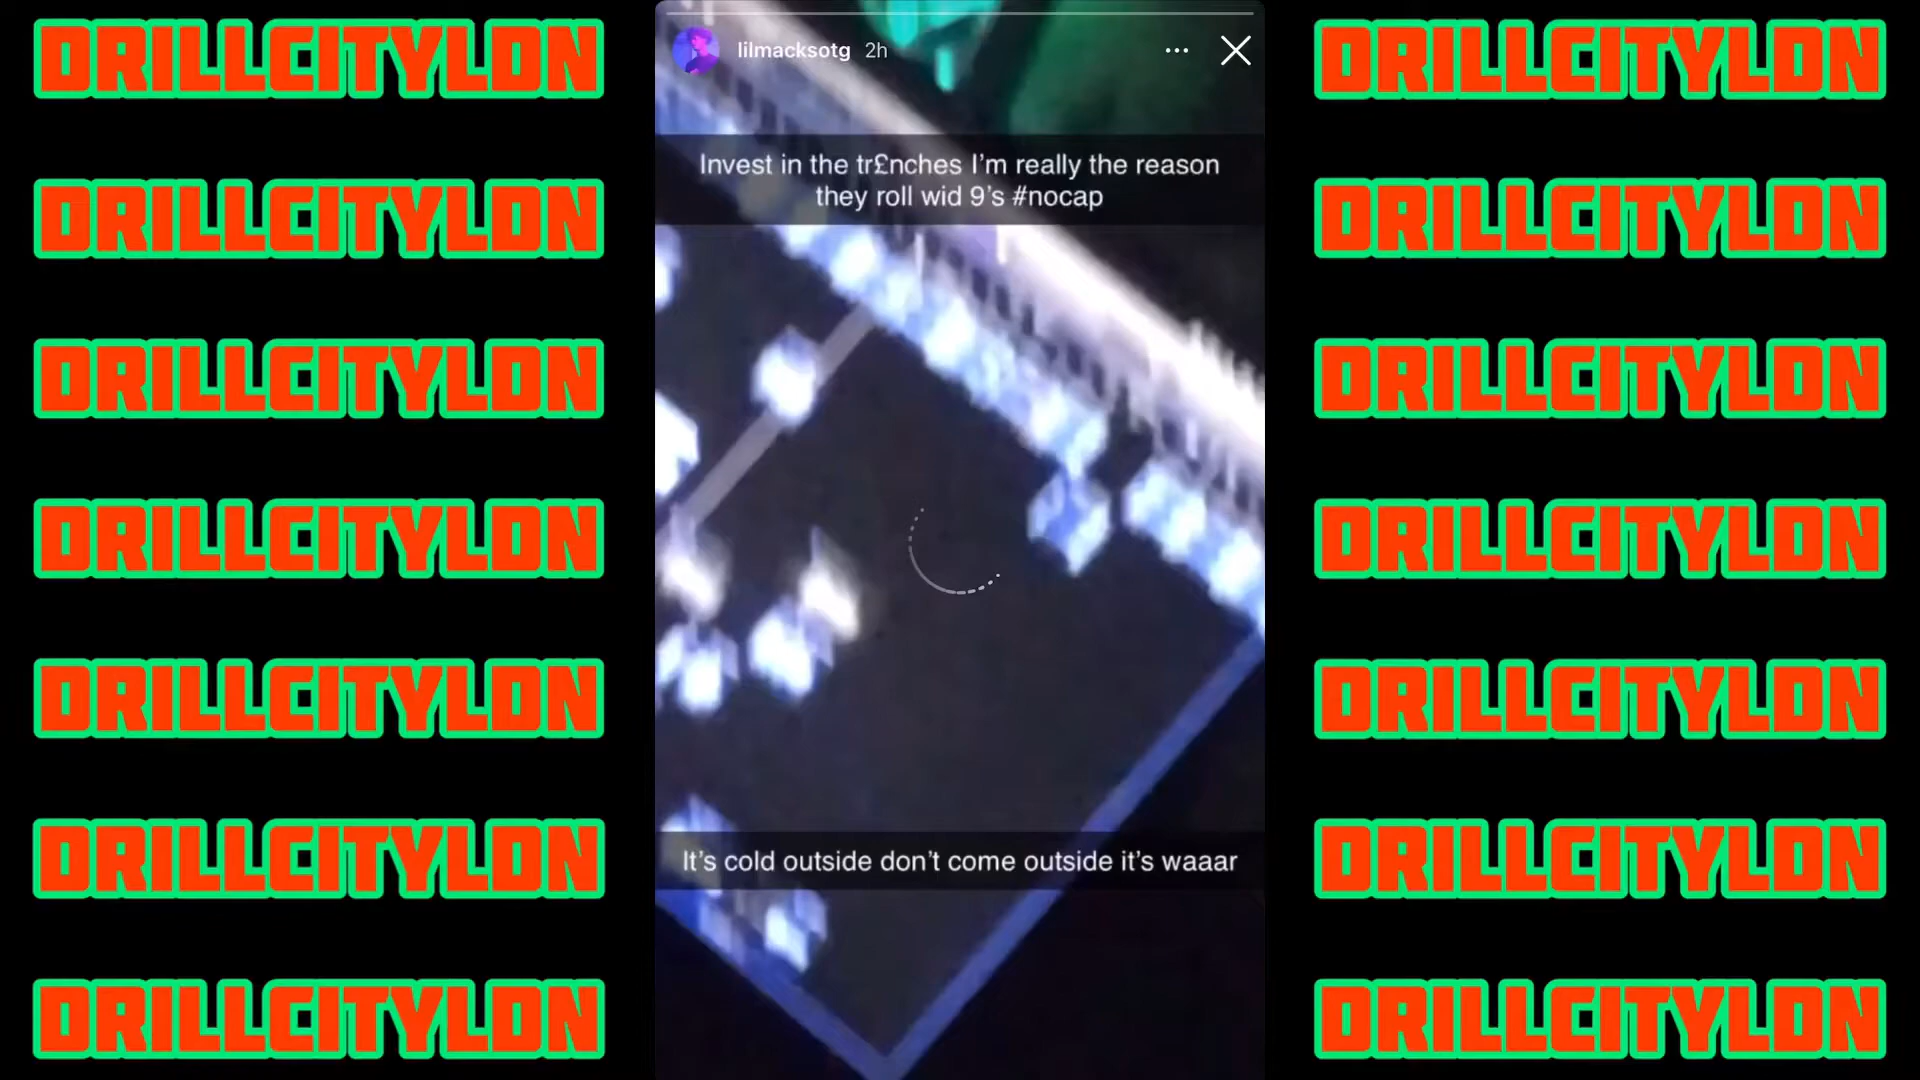 DRILLCITYLDN
DRILLCITYLDN
DRILLCITYLDN
DRILLCITYLDN
DRILLCITYLDN
DRILLCITYLDN
DRILLCITYLDN
lilmacksotg 2h
Invest in the tr£nches I'm really the reason
they roll wid 9's #nocap
It's cold outside don't come outside it's waaar
DRILLCITYLDN
DRILLCITYLDN
DRILLCITYLDN
DRILLCITYLDN
DRILLCITYLDN
DRILLCITYLDN
DRILLCITYLDN